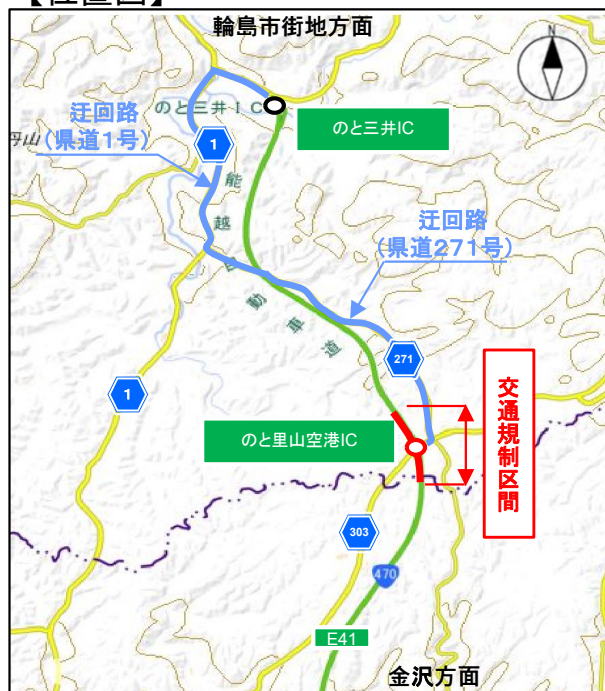 輪島市街地方面
N
のと三井IC
迂回路
(県道1号)
のと三井IC
1
能越自動車道
迂回路
(県道271号)
271
1
交通規制区間
のと里山空港IC
303
470
E41
金沢方面